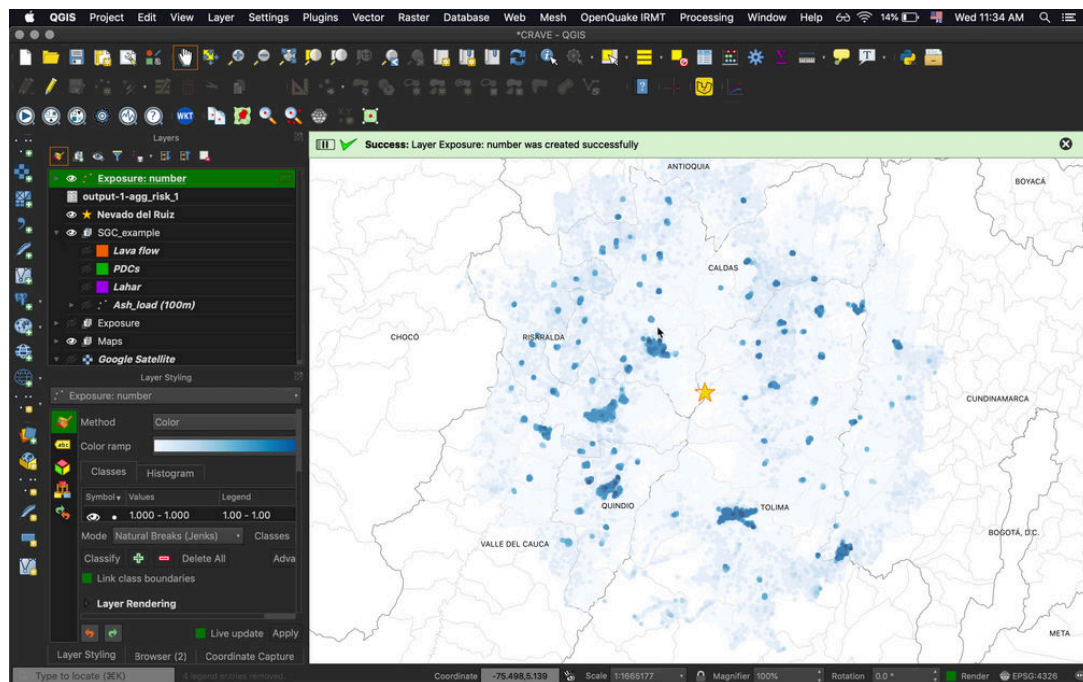 QGIS Project Edit View Layer Settings Plugins Vector Raster Database Web Mesh OpenQuake IRMT Processing Window Help 14% Wed 11:34 AM
*CRAVE - QGIS
WKT
Layers
Success: Layer Exposure: number was created successfully
Exposure: number
output-1-agg_risk_1
Nevado del Ruiz
SGC_example
Lava flow
PDCs
Lahar
Ash_load (100m)
Exposure
Maps
Google Satellite
Layer Styling
Exposure: number
Method Color
Color ramp
Classes Histogram
Symbol Values Legend
1.000 - 1.000 1.00 - 1.00
Mode Natural Breaks (Jenks) Classes
Classify Delete All Adva
Link class boundaries
Layer Rendering
Live update Apply
Layer Styling Browser (2) Coordinate Capture
ANTIOQUIA
BOYACÁ
CALDAS
CHOCÓ
RISARALDA
CUNDINAMARCA
QUINDIO
TOLIMA
VALLE DEL CAUCA
BOGOTÁ, D.C.
META
Type to locate (⌘K) 4 legend entries removed. Coordinate -75.498,5.139 Scale 1:1665177 Magnifier 100% Rotation 0.0 ° Render EPSG:4326